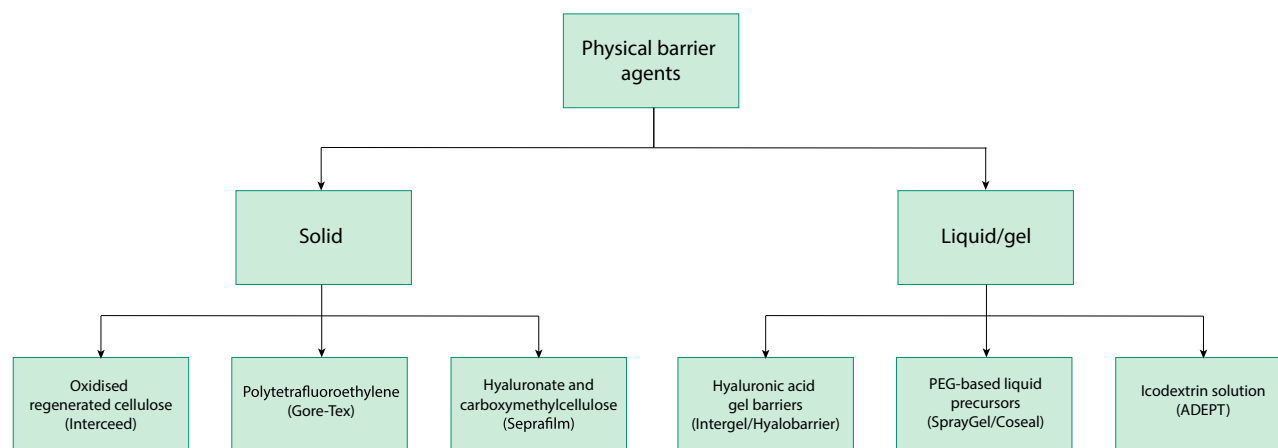 Physical barrier
agents
Solid
Liquid/gel
Oxidised
regenerated cellulose
(Interceed)
Polytetrafluoroethylene
(Gore-Tex)
Hyaluronate and
carboxymethylcellulose
(Seprafilm)
Hyaluronic acid
gel barriers
(Intergel/Hyalobarrier)
PEG-based liquid
precursors
(SprayGel/Coseal)
Icodextrin solution
(ADEPT)